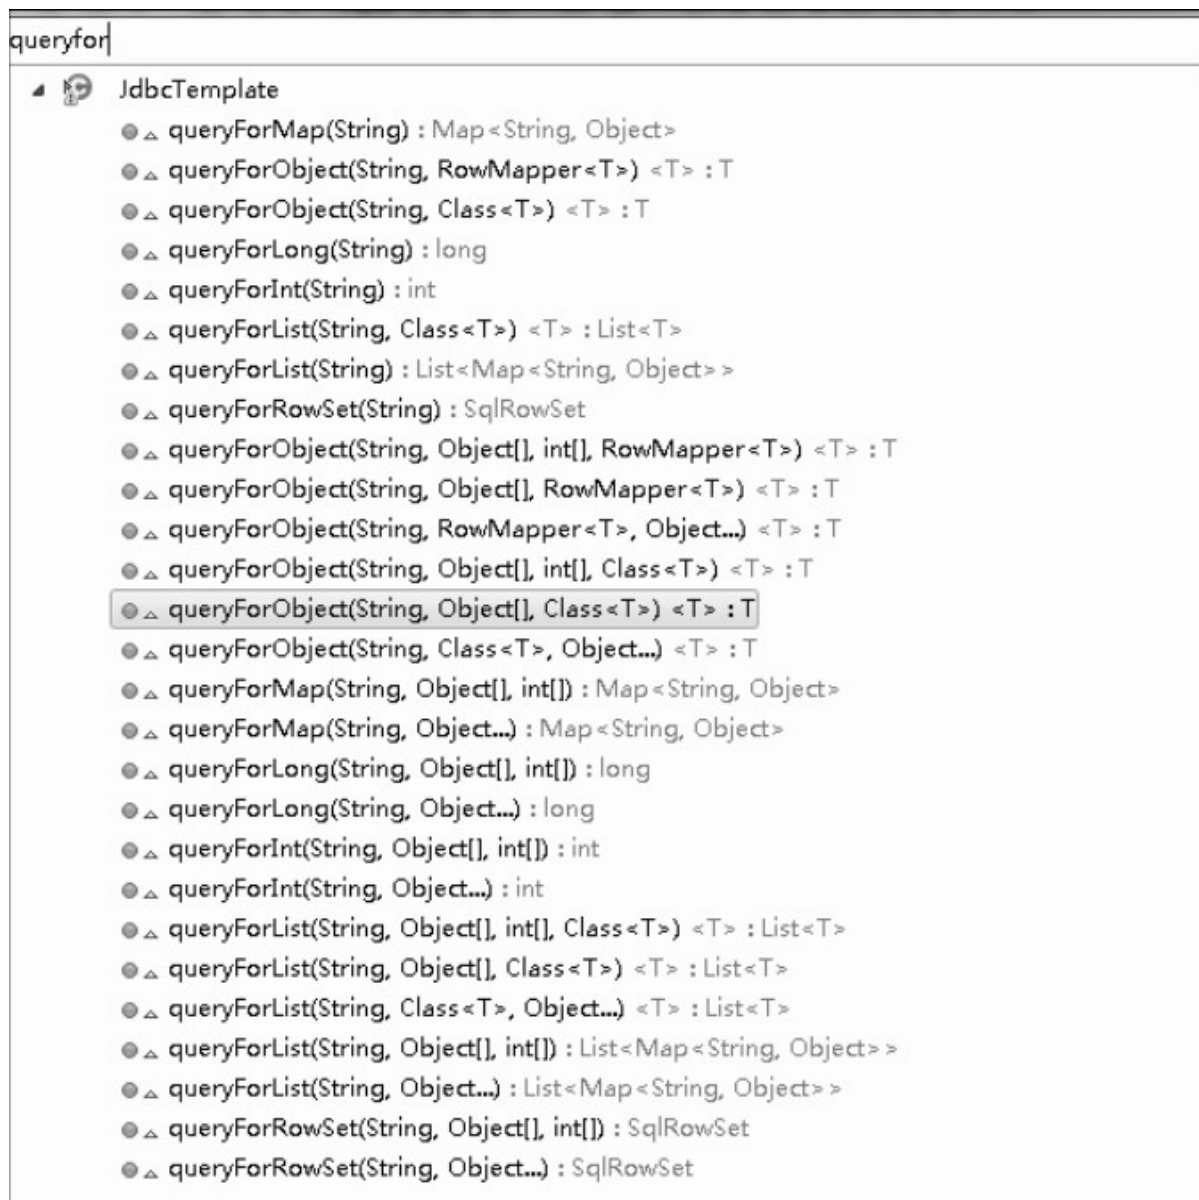 queryfor
JdbcTemplate
queryForMap(String) : Map<String, Object>
queryForObject(String, RowMapper<T>) <T> : T
queryForObject(String, Class<T>) <T> : T
queryForLong(String) : long
queryForInt(String) : int
queryForList(String, Class<T>) <T> : List<T>
queryForList(String) : List<Map<String, Object>>
queryForRowSet(String) : SqlRowSet
queryForObject(String, Object[], int[], RowMapper<T>) <T> : T
queryForObject(String, Object[], RowMapper<T>) <T> : T
queryForObject(String, RowMapper<T>, Object...) <T> : T
queryForObject(String, Object[], int[], Class<T>) <T> : T
queryForObject(String, Object[], Class<T>) <T> : T
queryForObject(String, Class<T>, Object...) <T> : T
queryForMap(String, Object[], int[]) : Map<String, Object>
queryForMap(String, Object...) : Map<String, Object>
queryForLong(String, Object[], int[]) : long
queryForLong(String, Object...) : long
queryForInt(String, Object[], int[]) : int
queryForInt(String, Object...) : int
queryForList(String, Object[], int[], Class<T>) <T> : List<T>
queryForList(String, Object[], Class<T>) <T> : List<T>
queryForList(String, Class<T>, Object...) <T> : List<T>
queryForList(String, Object[], int[]) : List<Map<String, Object>>
queryForList(String, Object...) : List<Map<String, Object>>
queryForRowSet(String, Object[], int[]) : SqlRowSet
queryForRowSet(String, Object...) : SqlRowSet